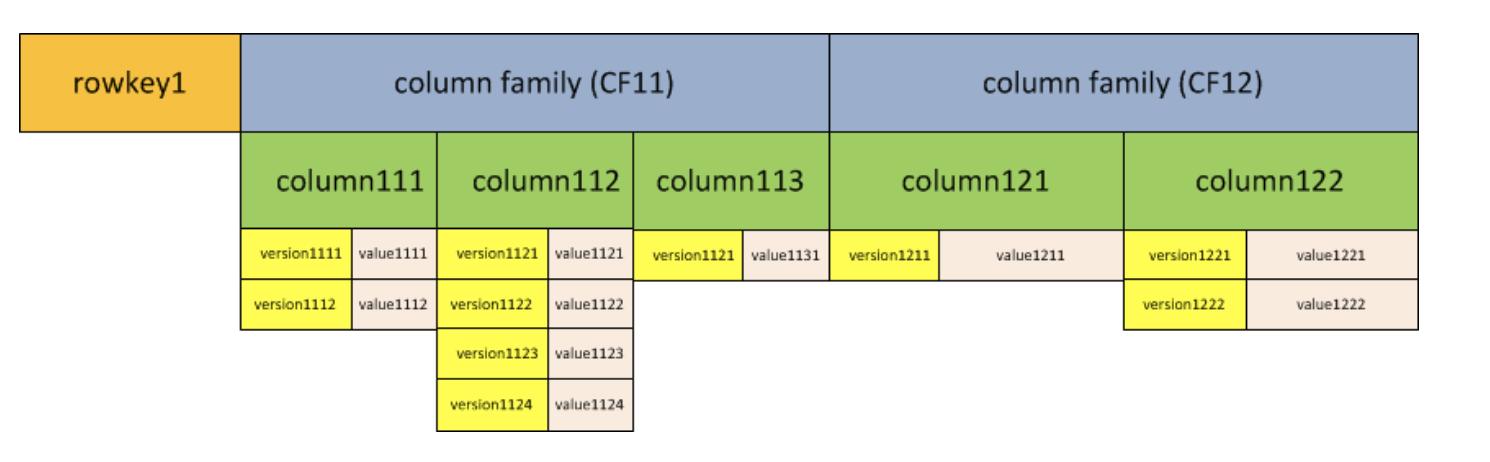 rowkey1 column family (CF11) column family (CF12)
column111 column112 column113 column121 column122
version1111 value1111 version1121 value1121 version1121 value1131 version1211 value1211 version1221 value1221
version1112 value1112 version1122 value1122 version1222 value1222
version1123 value1123
version1124 value1124